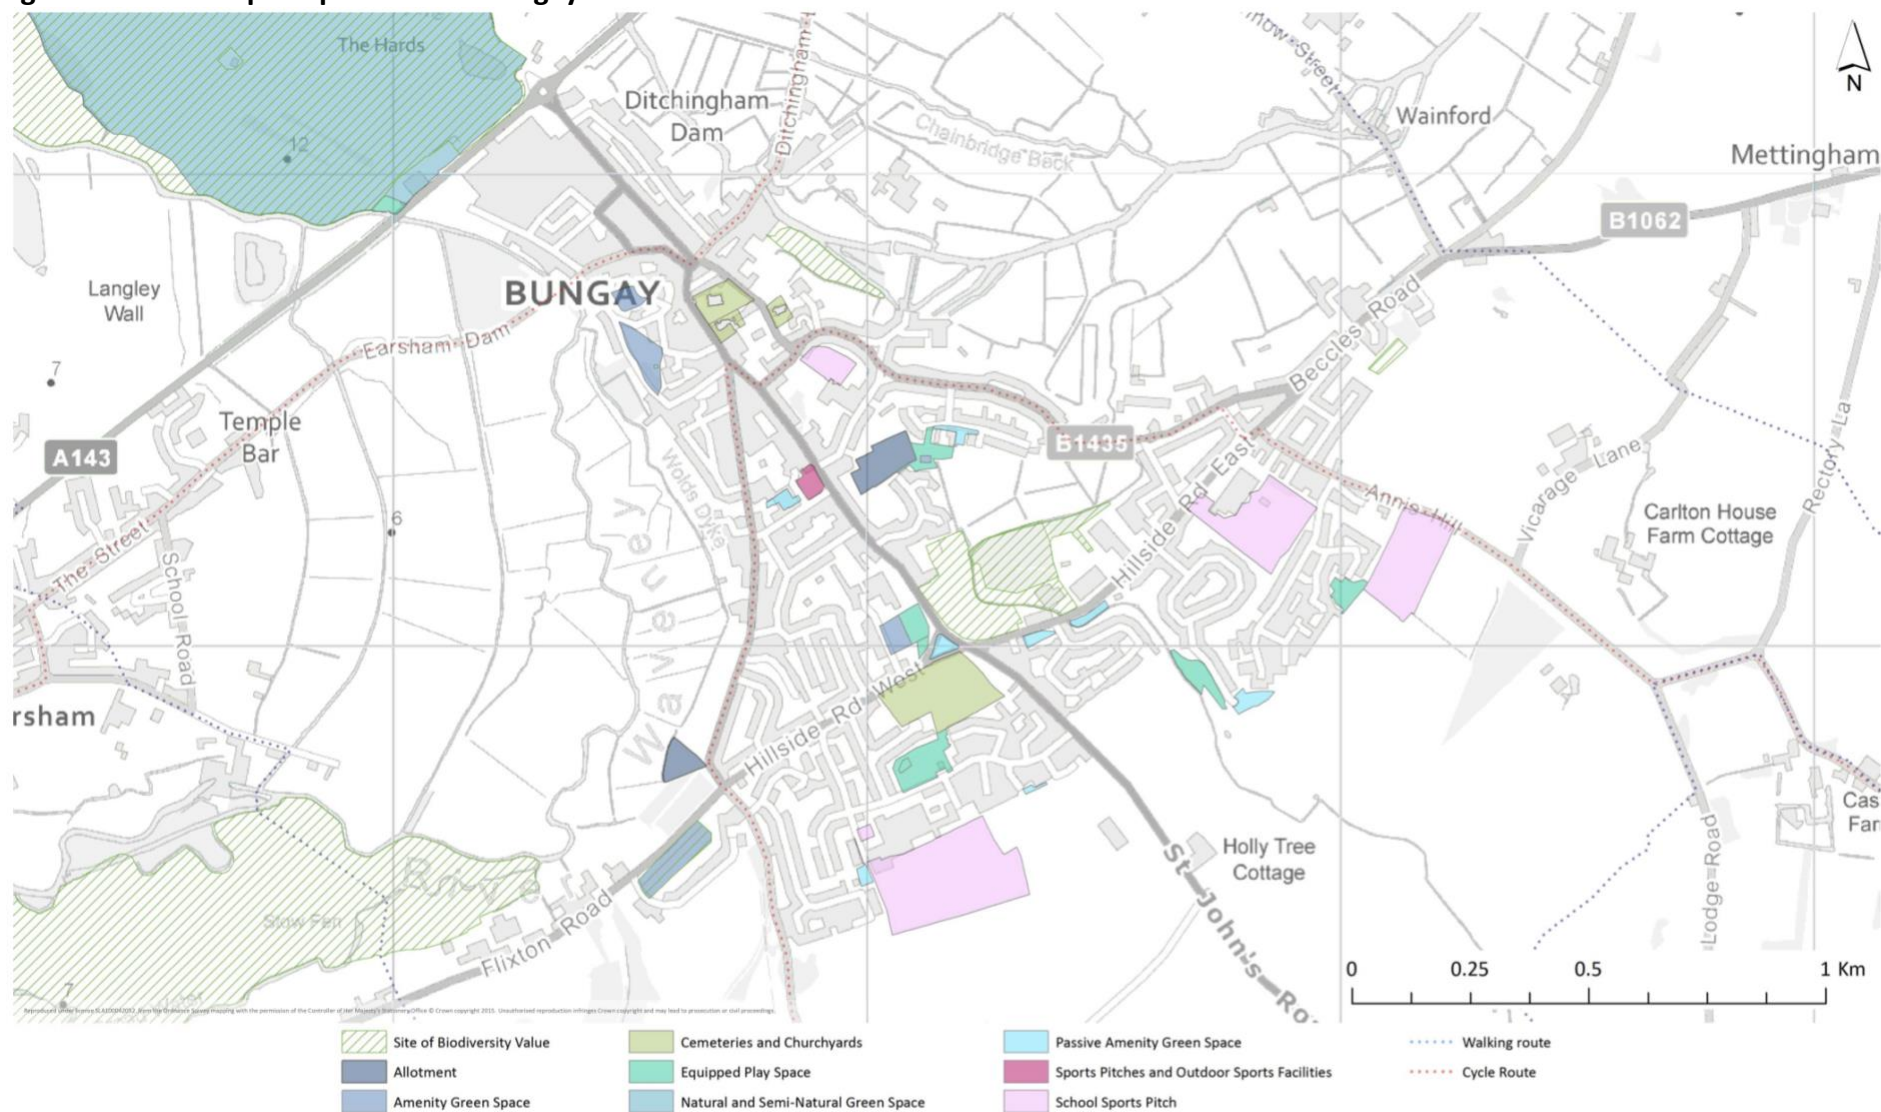 The Hards
12
Ditchingham
Dam
Ditchingham
Chainbridge Beck
Street
Wainford
Mettingham
N
B1062
Langley
Wall
BUNGAY
Earsham Dam
Beccles Road
7
Temple
Bar
A143
B1435
Wolds Dyke
Waveney
6
The Street
School Road
Hillside Rd East
Annis Hill
Vicarage Lane
Rectory La
Carlton House
Farm Cottage
rsham
Hillside Rd West
Holly Tree
Cottage
St John's Ro
Lodge Road
Cas
Far
Rive
Stow Fen
Flixton Road
7
0 0.25 0.5 1 Km
Site of Biodiversity Value
Allotment
Amenity Green Space
Cemeteries and Churchyards
Equipped Play Space
Natural and Semi-Natural Green Space
Passive Amenity Green Space
Sports Pitches and Outdoor Sports Facilities
School Sports Pitch
Walking route
Cycle Route